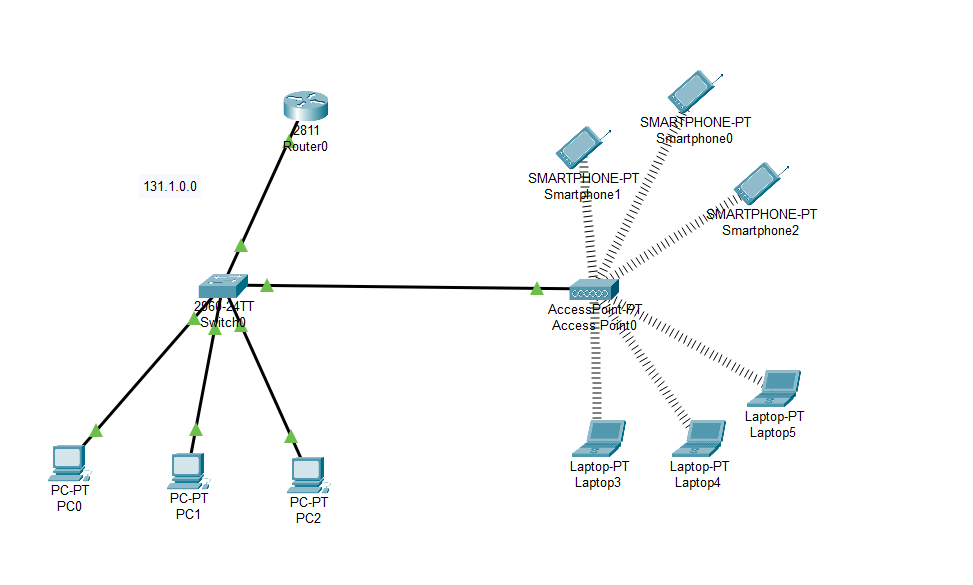 SMARTPHONE-PT
Smartphone0
2811
Router0
SMARTPHONE-PT
Smartphone1
131.1.0.0
SMARTPHONE-PT
Smartphone2
2960-24TT
Switch0
AccessPoint-PT
Access Point0
Laptop-PT
Laptop5
Laptop-PT
Laptop3
Laptop-PT
Laptop4
PC-PT
PC0
PC-PT
PC1
PC-PT
PC2